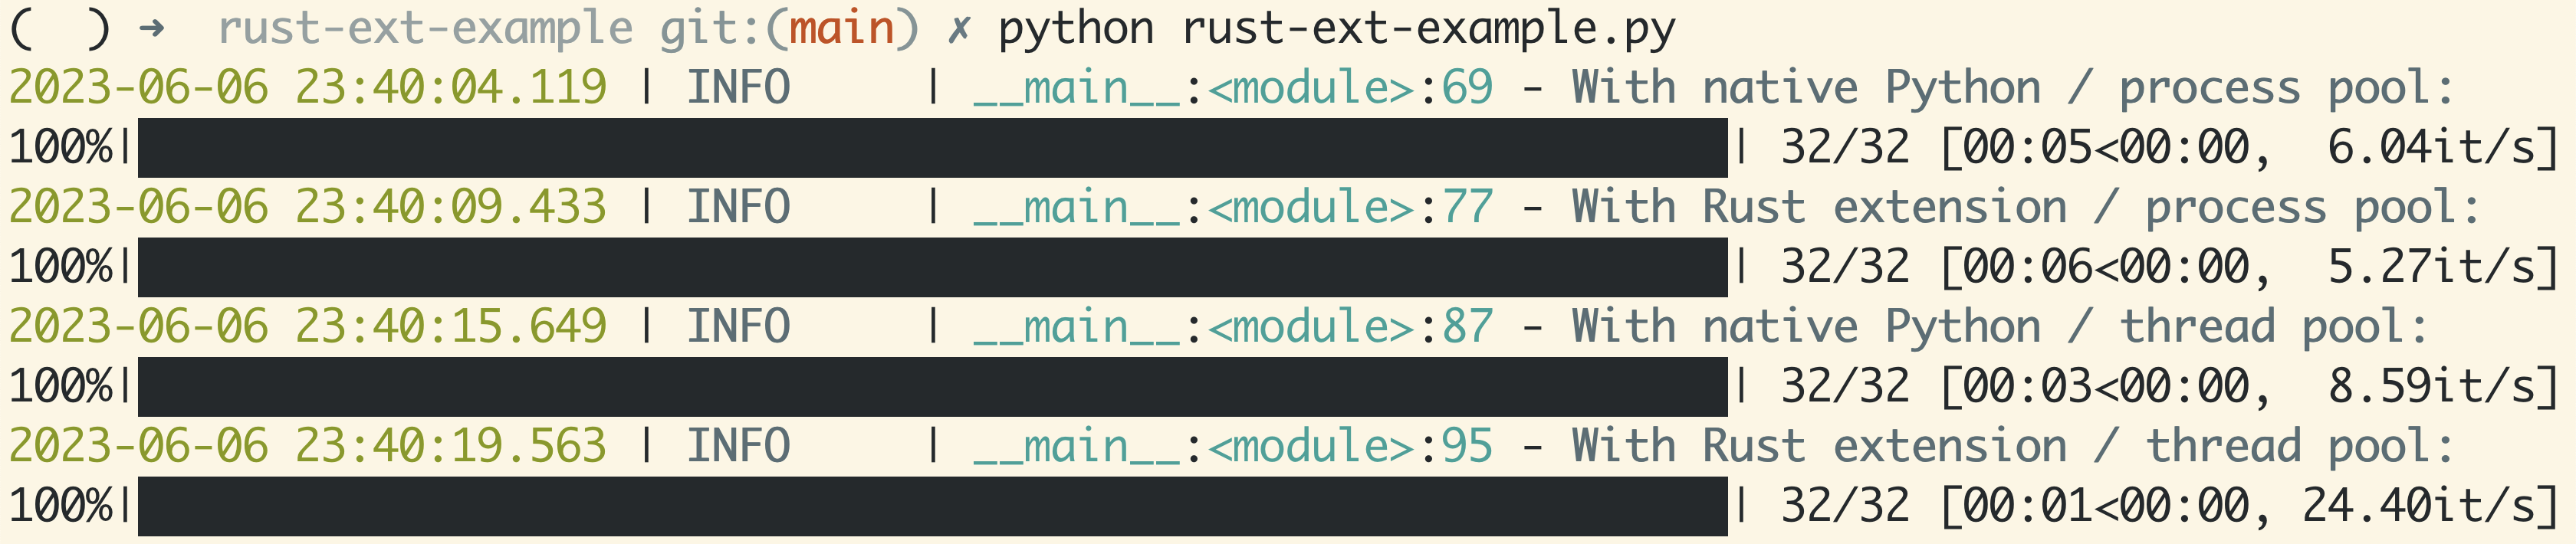 (  ) ➜  rust-ext-example git:(main) ✗ python rust-ext-example.py
2023-06-06 23:40:04.119 | INFO     | __main__:<module>:69 - With native Python / process pool:
100%|██████████████████████████████████████████████████████████████| 32/32 [00:05<00:00,  6.04it/s]
2023-06-06 23:40:09.433 | INFO     | __main__:<module>:77 - With Rust extension / process pool:
100%|██████████████████████████████████████████████████████████████| 32/32 [00:06<00:00,  5.27it/s]
2023-06-06 23:40:15.649 | INFO     | __main__:<module>:87 - With native Python / thread pool:
100%|██████████████████████████████████████████████████████████████| 32/32 [00:03<00:00,  8.59it/s]
2023-06-06 23:40:19.563 | INFO     | __main__:<module>:95 - With Rust extension / thread pool:
100%|██████████████████████████████████████████████████████████████| 32/32 [00:01<00:00, 24.40it/s]